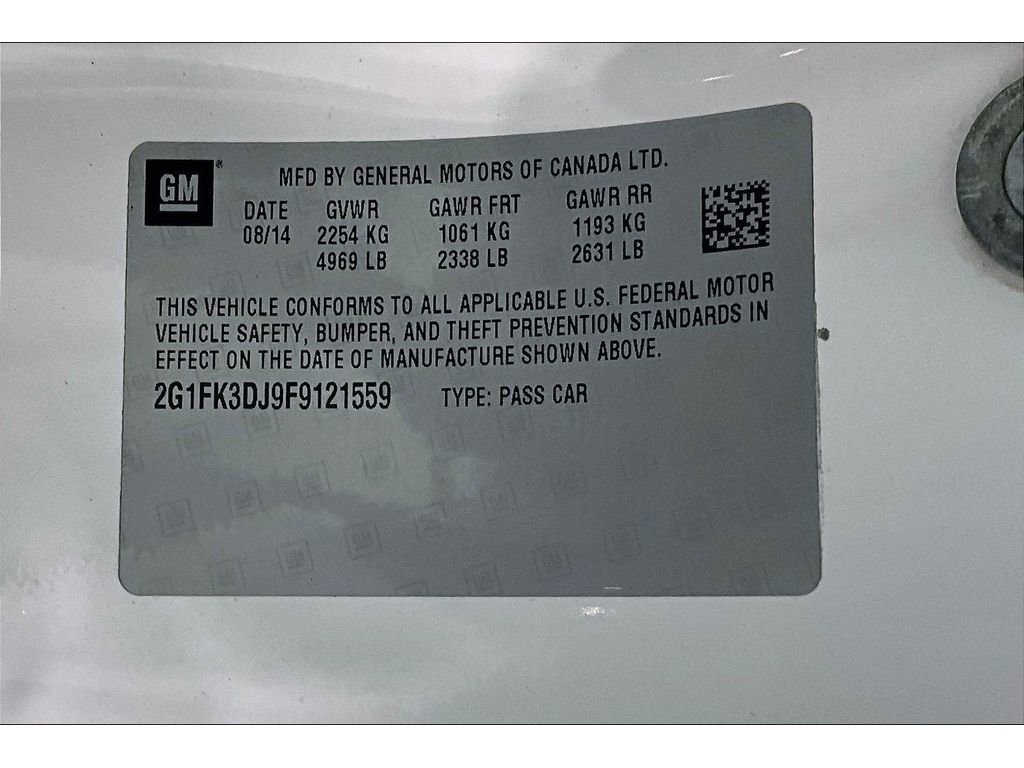 GM
MFD BY GENERAL MOTORS OF CANADA LTD.
DATE GVWR GAWR FRT GAWR RR
08/14 2254 KG 1061 KG 1193 KG
4969 LB 2338 LB 2631 LB
THIS VEHICLE CONFORMS TO ALL APPLICABLE U.S. FEDERAL MOTOR
VEHICLE SAFETY, BUMPER, AND THEFT PREVENTION STANDARDS IN
EFFECT ON THE DATE OF MANUFACTURE SHOWN ABOVE.
2G1FK3DJ9F9121559 TYPE: PASS CAR